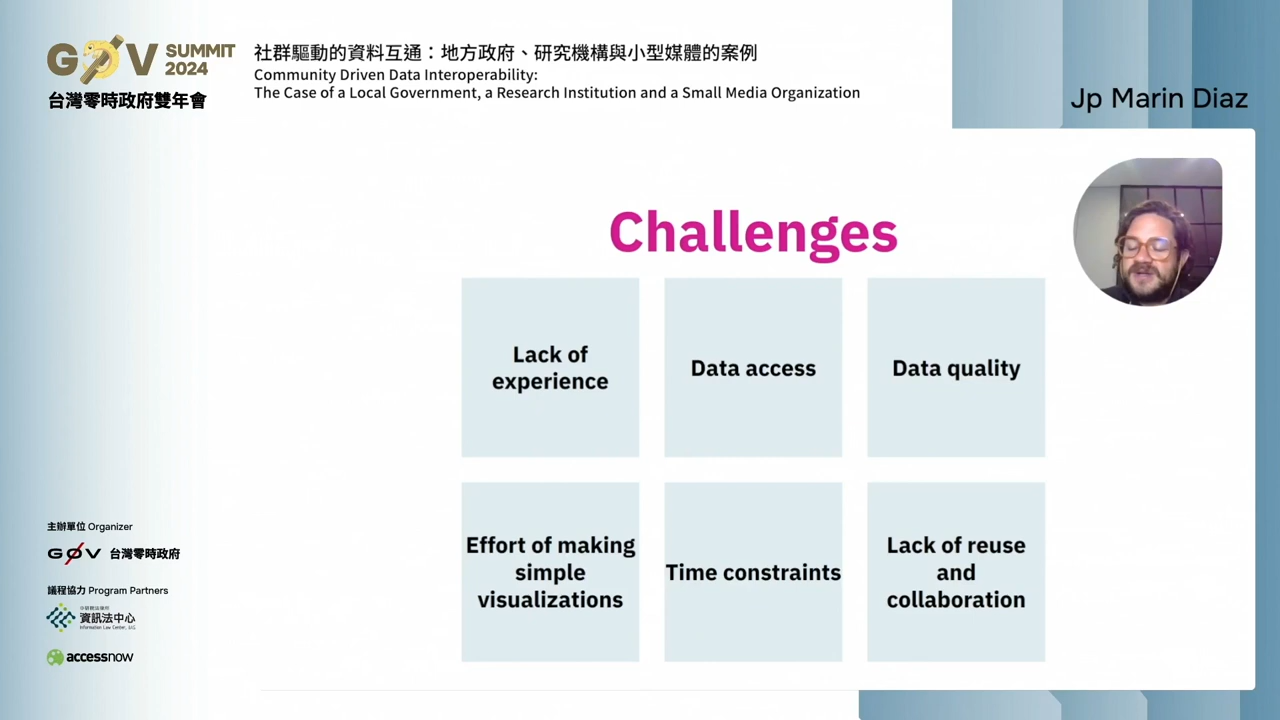 G0V SUMMIT 2024
台灣零時政府雙年會
社群驅動的資料互通：地方政府、研究機構與小型媒體的案例
Community Driven Data Interoperability:
The Case of a Local Government, a Research Institution and a Small Media Organization
Jp Marin Diaz
Challenges
Lack of
experience
Data access
Data quality
Effort of making
simple
visualizations
Time constraints
Lack of reuse
and
collaboration
主辦單位 Organizer
G0V 台灣零時政府
議程協力 Program Partners
資訊法中心
Information Law Center, IIAS
accessnow